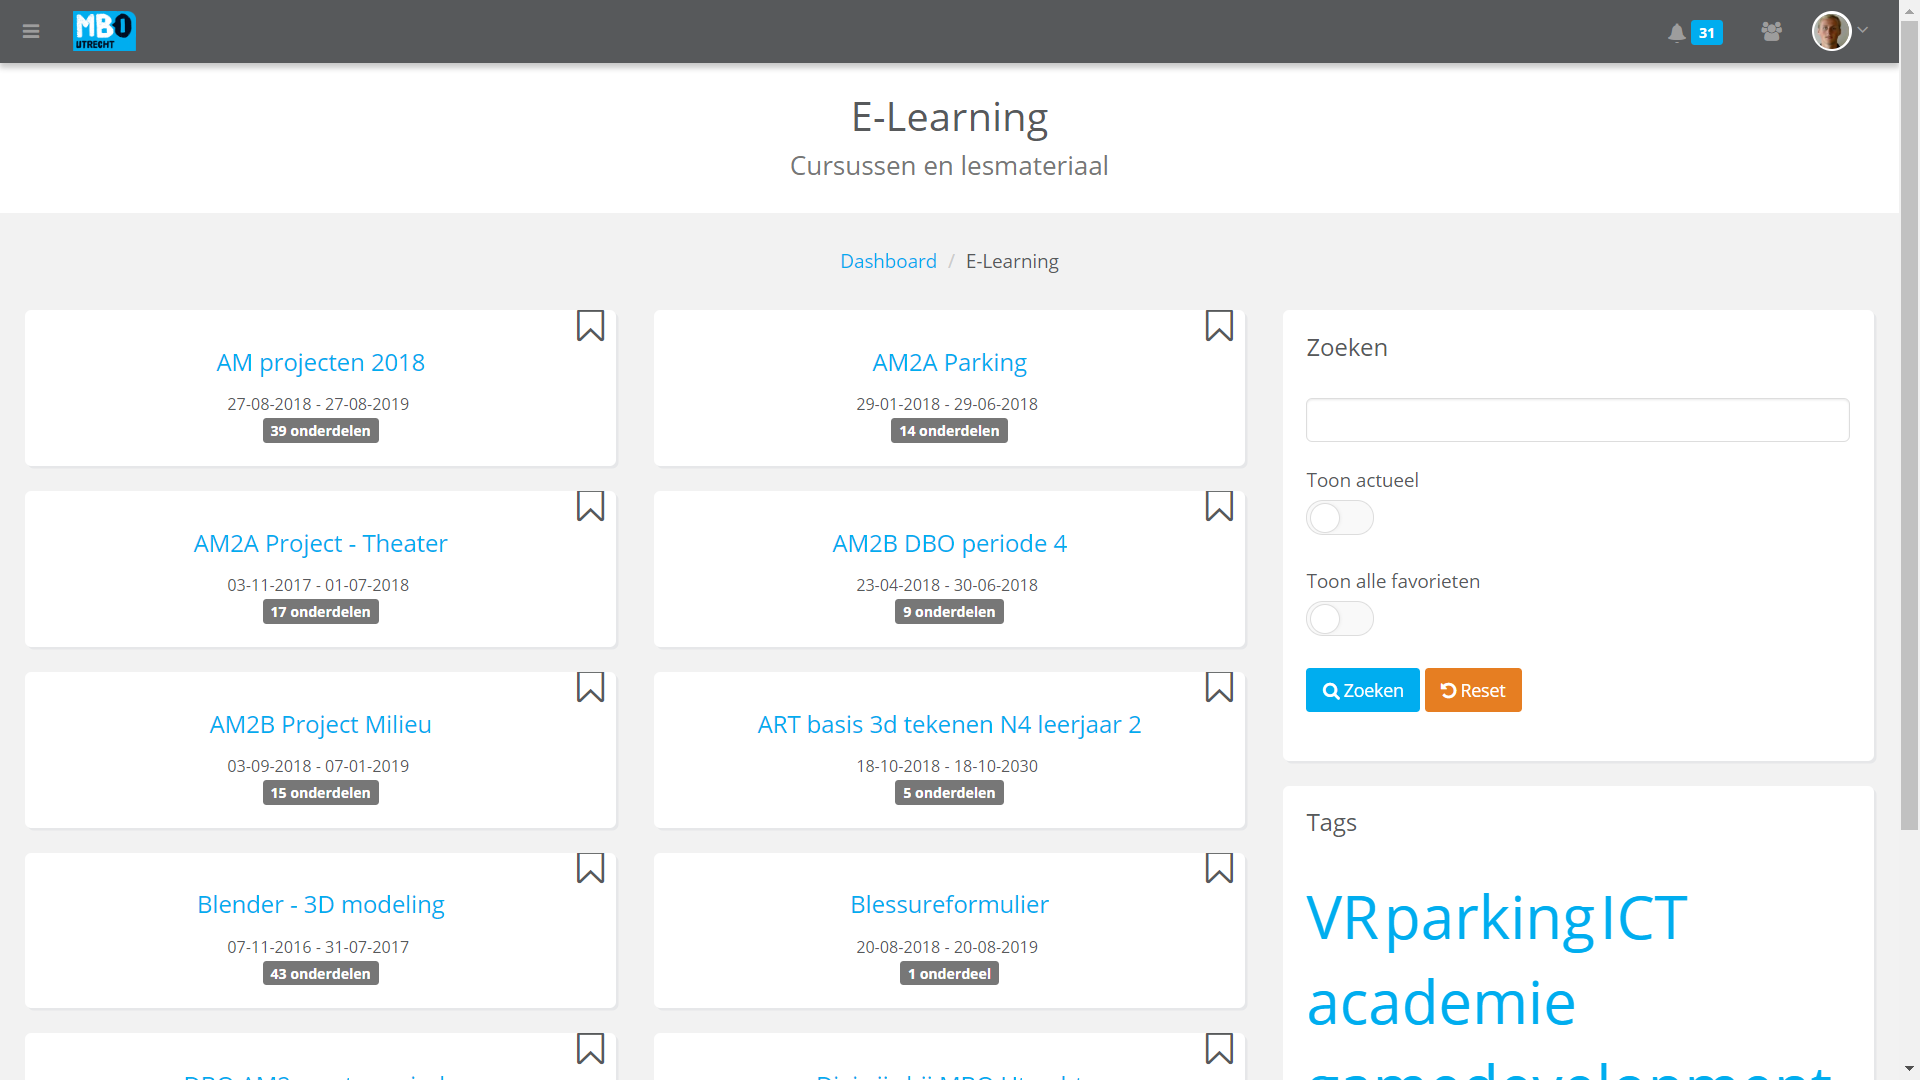 MBO
UTRECHT
31
E-Learning
Cursussen en lesmateriaal
Dashboard / E-Learning
AM projecten 2018
27-08-2018 - 27-08-2019
39 onderdelen
AM2A Parking
29-01-2018 - 29-06-2018
14 onderdelen
AM2A Project - Theater
03-11-2017 - 01-07-2018
17 onderdelen
AM2B DBO periode 4
23-04-2018 - 30-06-2018
9 onderdelen
AM2B Project Milieu
03-09-2018 - 07-01-2019
15 onderdelen
ART basis 3d tekenen N4 leerjaar 2
18-10-2018 - 18-10-2030
5 onderdelen
Blender - 3D modeling
07-11-2016 - 31-07-2017
43 onderdelen
Blessureformulier
20-08-2018 - 20-08-2019
1 onderdeel
Zoeken
Toon actueel
Toon alle favorieten
Zoeken
Reset
Tags
VR parking ICT
academie
gamedevelopment